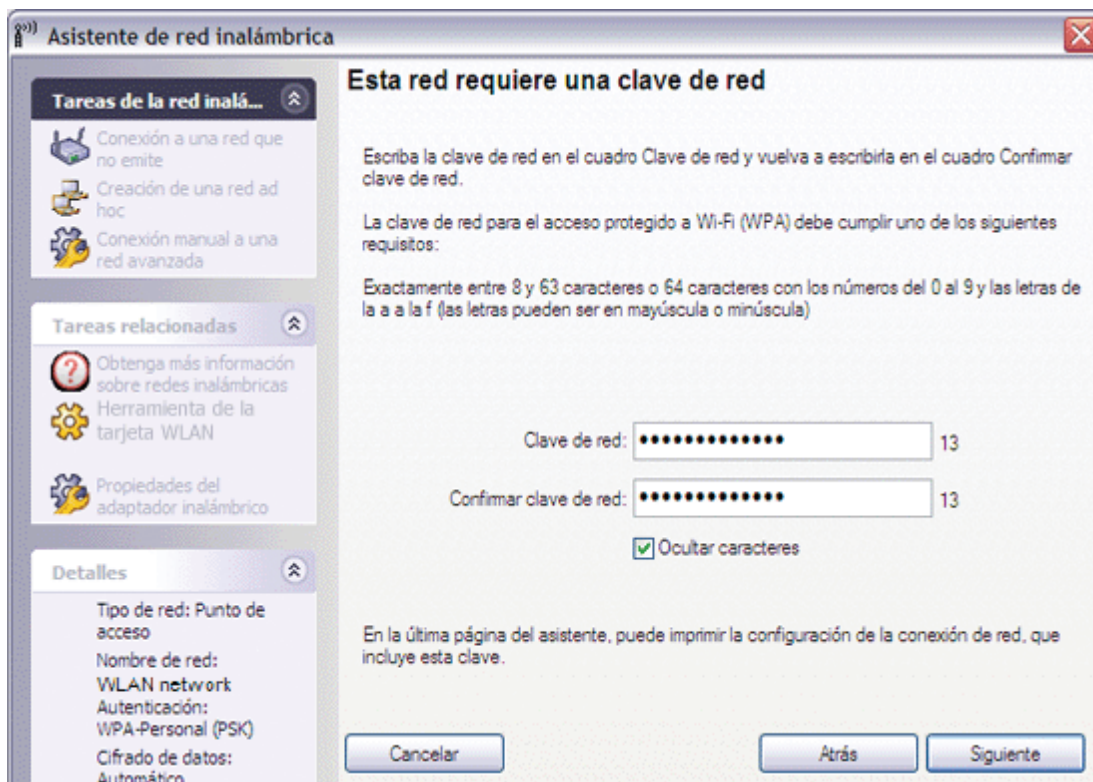 Asistente de red inalámbrica
Tareas de la red inalá...
Conexión a una red que
no emite
Creación de una red ad
hoc
Conexión manual a una
red avanzada
Tareas relacionadas
Obtenga más información
sobre redes inalámbricas
Herramienta de la
tarjeta WLAN
Propiedades del
adaptador inalámbrico
Detalles
Tipo de red: Punto de
acceso
Nombre de red:
WLAN network
Autenticación:
WPA-Personal (PSK)
Cifrado de datos:
Automático
Esta red requiere una clave de red
Escriba la clave de red en el cuadro Clave de red y vuelva a escribirla en el cuadro Confirmar
clave de red.
La clave de red para el acceso protegido a Wi-Fi (WPA) debe cumplir uno de los siguientes
requisitos:
Exactamente entre 8 y 63 caracteres o 64 caracteres con los números del 0 al 9 y las letras de
la a a la f (las letras pueden ser en mayúscula o minúscula)
Clave de red: ••••••••••••• 13
Confirmar clave de red: ••••••••••••• 13
Ocultar caracteres
En la última página del asistente, puede imprimir la configuración de la conexión de red, que
incluye esta clave.
Cancelar Atrás Siguiente